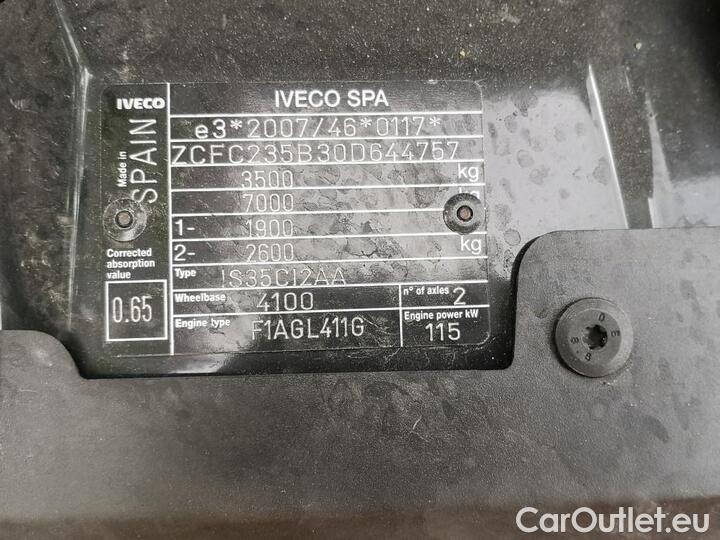 IVECO
IVECO SPA
Made in
SPAIN
e3*2007/46*0117*
ZCFC235B30D644757
3500 kg
7000 kg
1- 1900
2- 2600 kg
Corrected
absorption
value
0.65
Type IS35CI2AA
Wheelbase 4100
n° of axles 2
Engine type F1AGL411G
Engine power kW
115
CarOutlet.eu